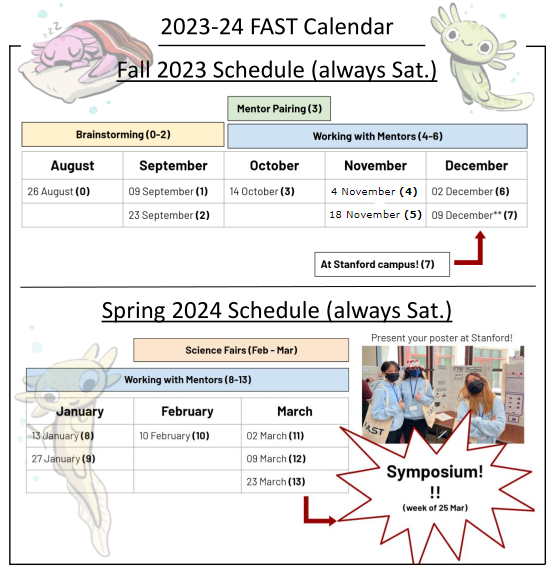 zzz
2023-24 FAST Calendar
Fall 2023 Schedule (always Sat.)
Mentor Pairing (3)
Brainstorming (0-2)
Working with Mentors (4-6)
August September October November December
26 August (0) 09 September (1) 14 October (3) 4 November (4) 02 December (6)
23 September (2) 18 November (5) 09 December** (7)
At Stanford campus! (7)
Spring 2024 Schedule (always Sat.)
Present your poster at Stanford!
Science Fairs (Feb - Mar)
Working with Mentors (8-13)
January February March
13 January (8) 10 February (10) 02 March (11)
27 January (9) 09 March (12)
23 March (13)
FAST
Symposium!
!!
(week of 25 Mar)